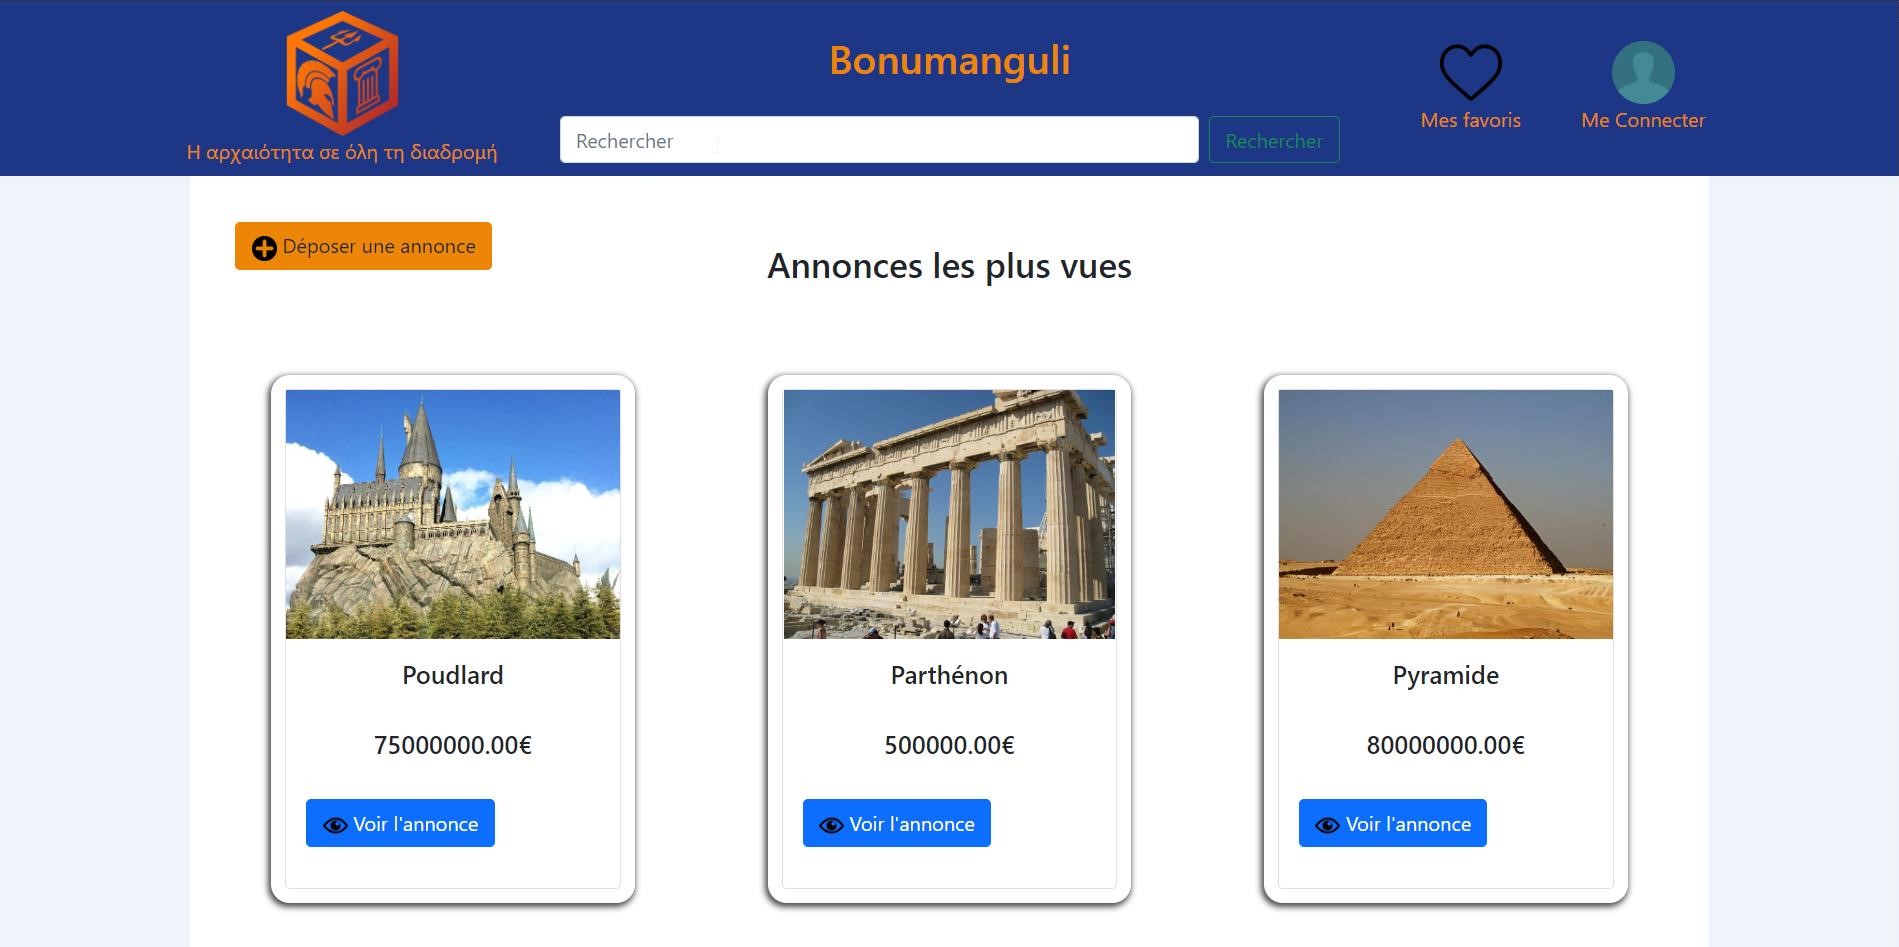 Bonumanguli
Η αρχαιότητα σε όλη τη διαδρομή
Rechercher
Rechercher
Mes favoris
Me Connecter
Déposer une annonce
Annonces les plus vues
Poudlard
75000000.00€
Voir l'annonce
Parthénon
500000.00€
Voir l'annonce
Pyramide
80000000.00€
Voir l'annonce